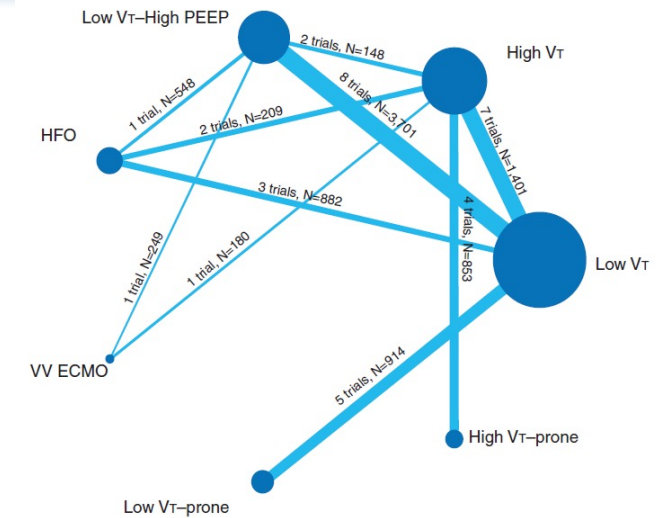 Low VT–High PEEP
2 trials, N=148
High VT
8 trials, N=3,701
1 trial, N=548
2 trials, N=209
7 trials, N=1,401
HFO
3 trials, N=882
4 trials, N=853
1 trial, N=249
1 trial, N=180
Low VT
VV ECMO
5 trials, N=914
High VT–prone
Low VT–prone